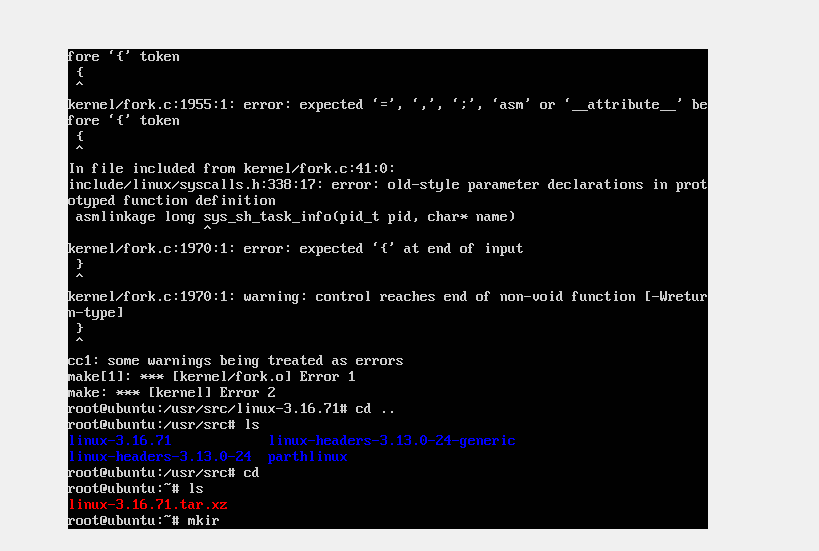 fore ‘{’ token
 {
 ^
kernel/fork.c:1955:1: error: expected ‘=’, ‘,’, ‘;’, ‘asm’ or ‘__attribute__’ be
fore ‘{’ token
 {
 ^
In file included from kernel/fork.c:41:0:
include/linux/syscalls.h:338:17: error: old-style parameter declarations in prot
otyped function definition
 asmlinkage long sys_sh_task_info(pid_t pid, char* name)
                 ^
kernel/fork.c:1970:1: error: expected ‘{’ at end of input
 }
 ^
kernel/fork.c:1970:1: warning: control reaches end of non-void function [-Wretur
n-type]
 }
 ^
cc1: some warnings being treated as errors
make[1]: *** [kernel/fork.o] Error 1
make: *** [kernel] Error 2
root@ubuntu:/usr/src/linux-3.16.71# cd ..
root@ubuntu:/usr/src# ls
linux-3.16.71            linux-headers-3.13.0-24-generic
linux-headers-3.13.0-24  parthlinux
root@ubuntu:/usr/src# cd
root@ubuntu:~# ls
linux-3.16.71.tar.xz
root@ubuntu:~# mkir